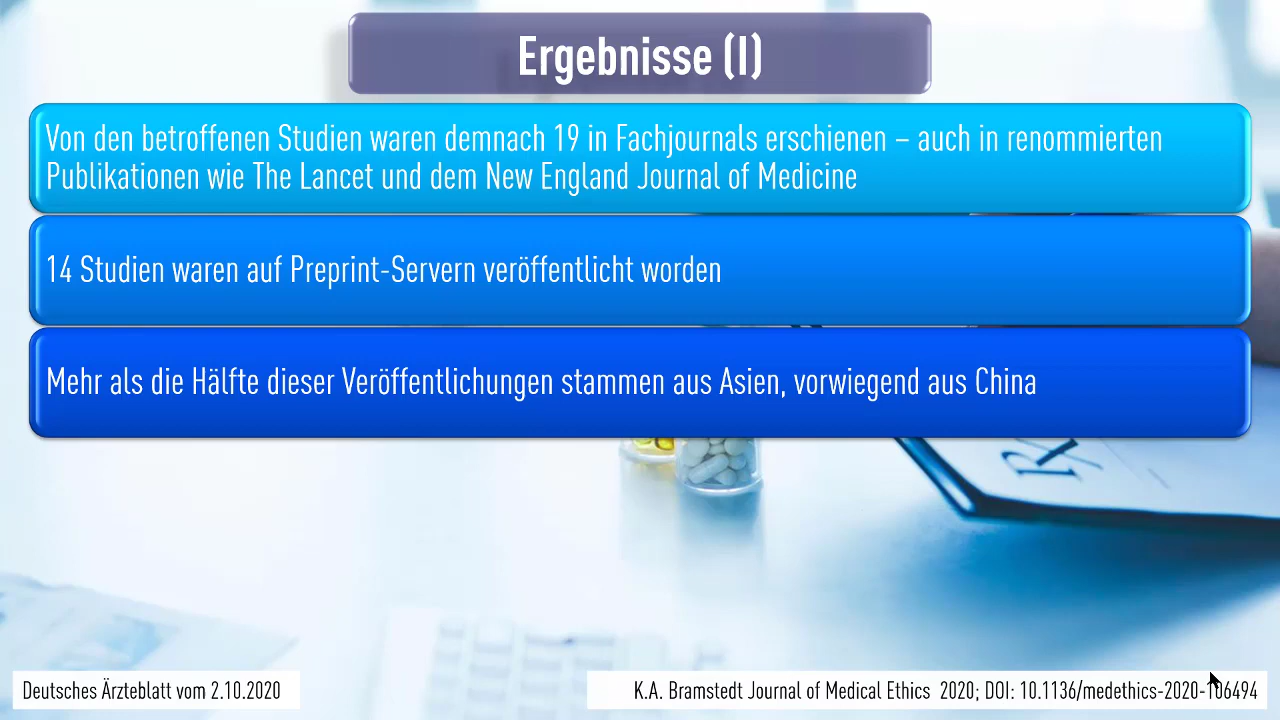 Ergebnisse (I)
Von den betroffenen Studien waren demnach 19 in Fachjournals erschienen – auch in renommierten
Publikationen wie The Lancet und dem New England Journal of Medicine
14 Studien waren auf Preprint-Servern veröffentlicht worden
Mehr als die Hälfte dieser Veröffentlichungen stammen aus Asien, vorwiegend aus China
Rx
Deutsches Ärzteblatt vom 2.10.2020
K.A. Bramstedt Journal of Medical Ethics 2020; DOI: 10.1136/medethics-2020-106494